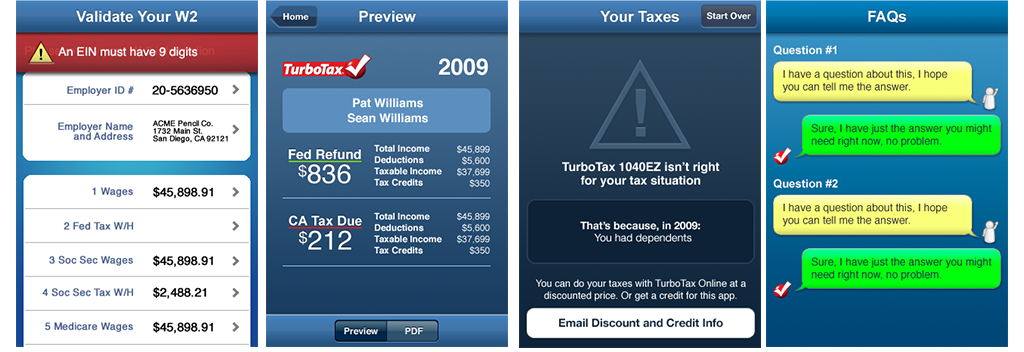 Validate Your W2
An EIN must have 9 digits
Employer ID # 20-5636950
Employer Name
and Address
ACME Pencil Co.
1732 Main St.
San Diego, CA 92121
1 Wages $45,898.91
2 Fed Tax W/H
3 Soc Sec Wages $45,898.91
4 Soc Sec Tax W/H $2,488.21
5 Medicare Wages $45,898.91
Home
Preview
TurboTax
2009
Pat Williams
Sean Williams
Fed Refund
$836
Total Income $45,899
Deductions $5,600
Taxable Income $37,699
Tax Credits $350
CA Tax Due
$212
Total Income $45,899
Deductions $5,600
Taxable Income $37,699
Tax Credits $350
Preview
PDF
Your Taxes
Start Over
TurboTax 1040EZ isn't right
for your tax situation
That's because, in 2009:
You had dependents
You can do your taxes with TurboTax Online at a
discounted price. Or get a credit for this app.
Email Discount and Credit Info
FAQs
Question #1
I have a question about this, I hope
you can tell me the answer.
Sure, I have just the answer you might
need right now, no problem.
Question #2
I have a question about this, I hope
you can tell me the answer.
Sure, I have just the answer you might
need right now, no problem.